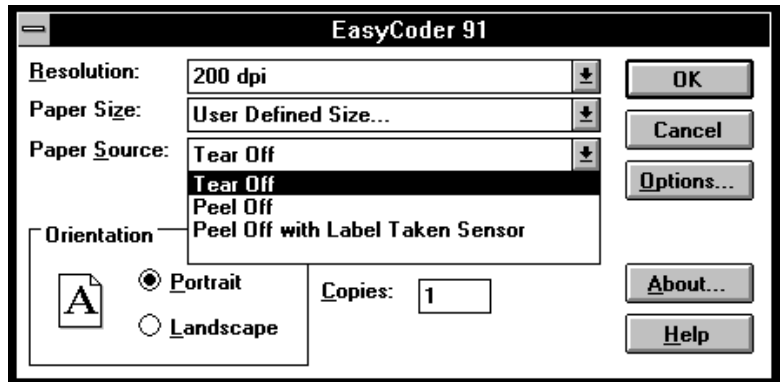 EasyCoder 91
Resolution: 200 dpi OK
Paper Size: User Defined Size... Cancel
Paper Source: Tear Off
Tear Off Options...
Peel Off
Orientation Peel Off with Label Taken Sensor
A Portrait Copies: 1 About...
Landscape Help